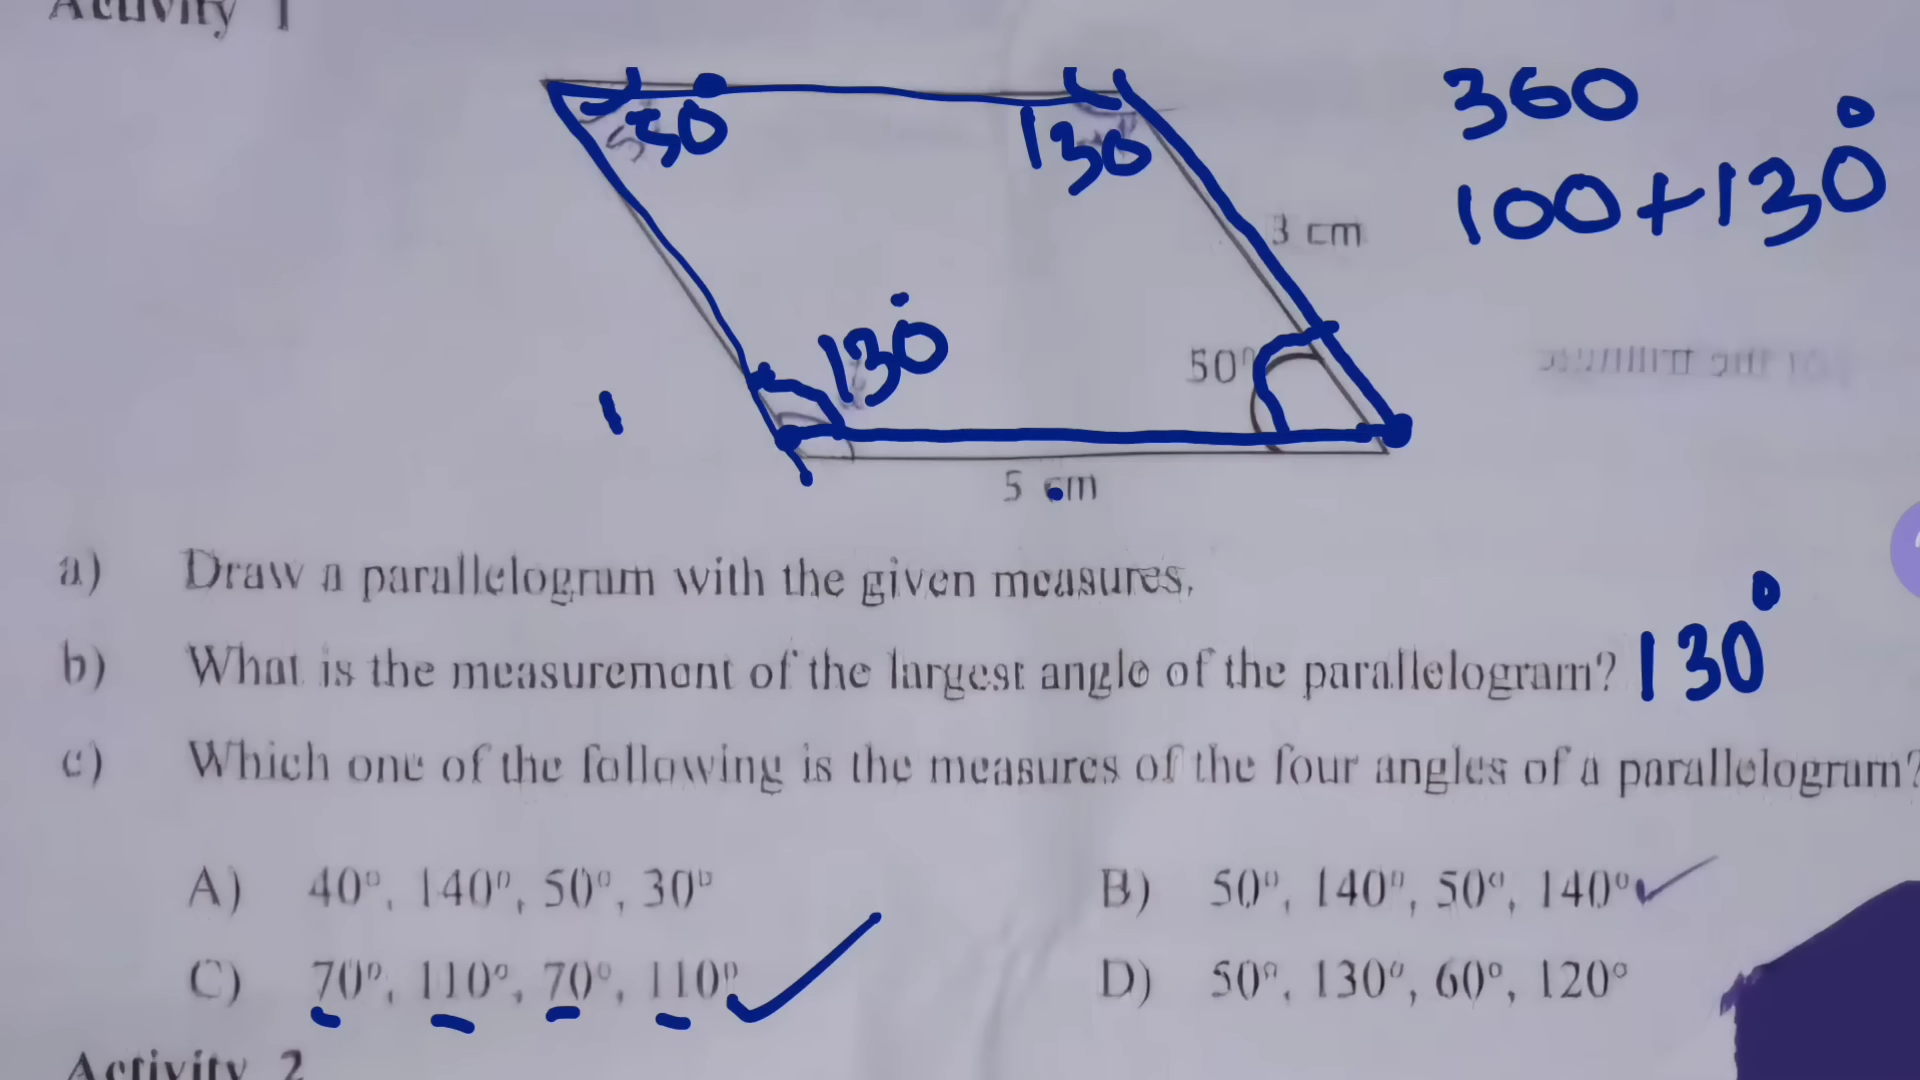 Activity 1
360
50
130
100+130°
3 cm
130°
50°
5 cm
a) Draw a parallelogram with the given measures.
b) What is the measurement of the largest angle of the parallelogram? 130°
c) Which one of the following is the measures of the four angles of a parallelogram?
A) 40°, 140°, 50°, 30°
B) 50°, 140°, 50°, 140°
C) 70°, 110°, 70°, 110°
D) 50°, 130°, 60°, 120°
Activity 2